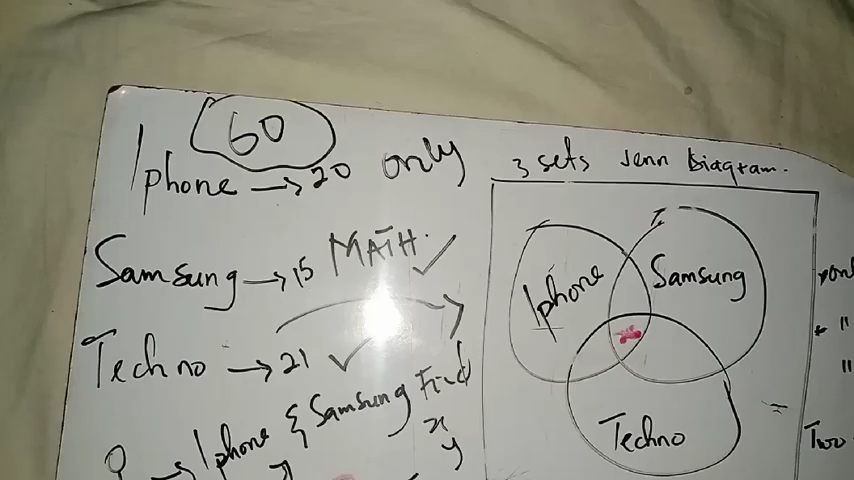 60
Iphone → 20 only
Samsung → 15 MATH.
Techno → 21 ✓
9 → Iphone & Samsung Find
x
y
3 sets Venn Diagram.
Iphone
Samsung
Techno
=
Two